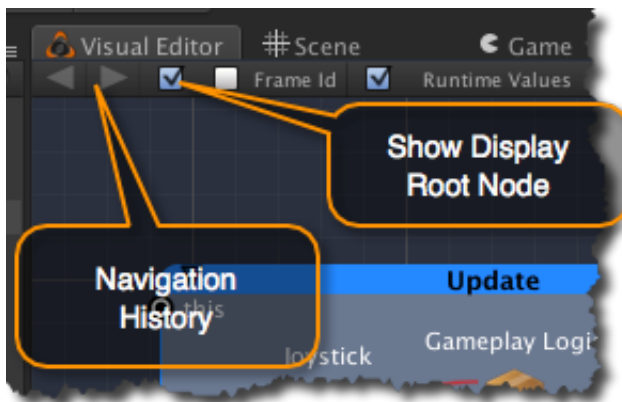 Visual Editor
Scene
Game
Frame Id
Runtime Values
Show Display
Root Node
Navigation
History
Update
this
Joystick
Gameplay Logi